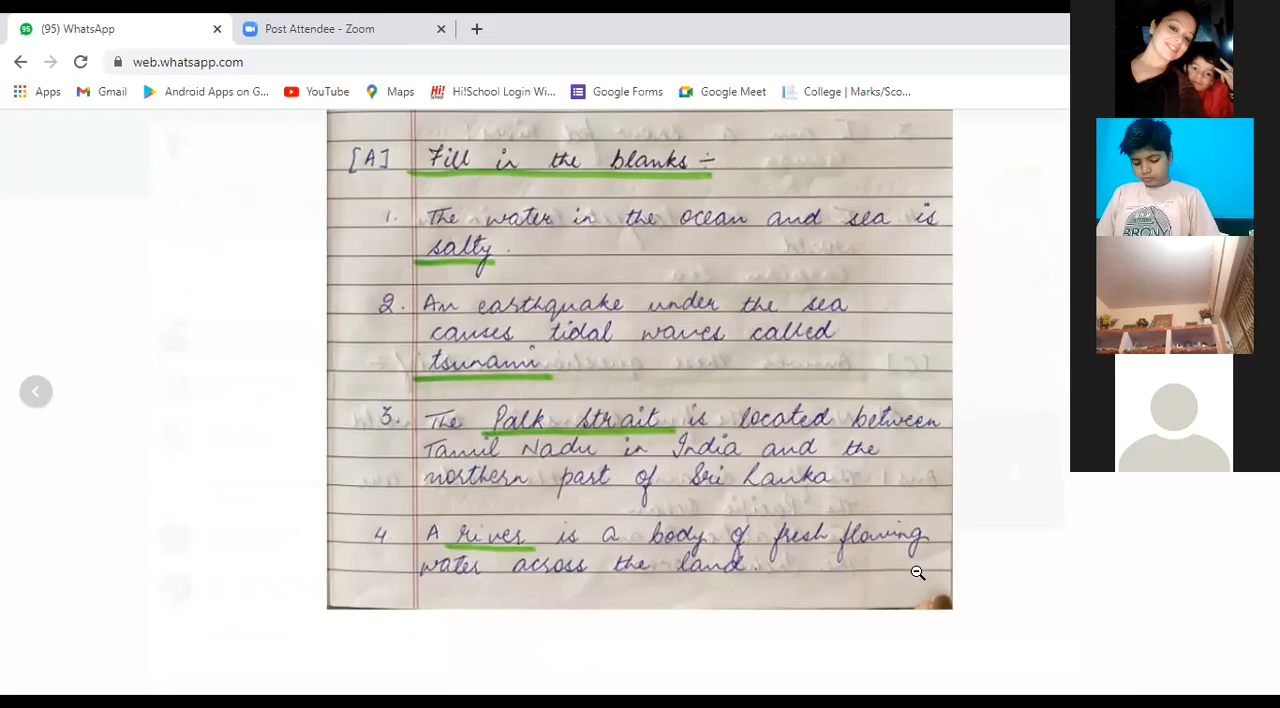 (95) WhatsApp
Post Attendee - Zoom
web.whatsapp.com
Apps
Gmail
Android Apps on G...
YouTube
Maps
Hi!School Login Wi...
Google Forms
Google Meet
College | Marks/Sco...
[A] Fill in the blanks ÷
1. The water in the ocean and sea is
salty.
2. An earthquake under the sea
causes tidal waves called
tsunami
3. The Palk Strait is located between
Tamil Nadu in India and the
northern part of Sri Lanka.
4. A river is a body of fresh flowing
water across the land.